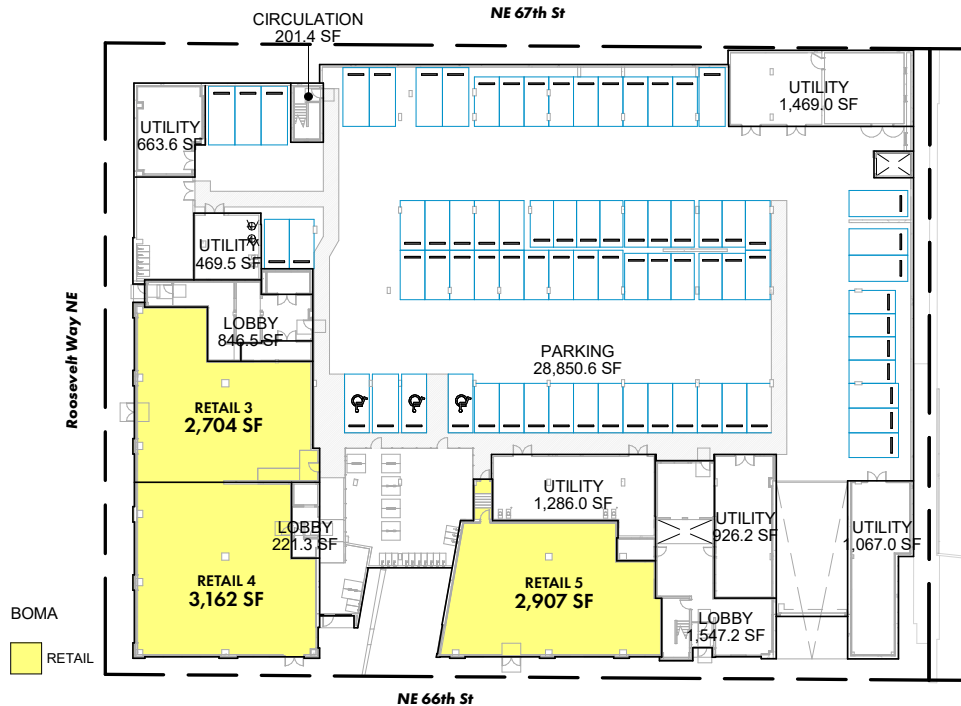 NE 67th St
CIRCULATION
201.4 SF
UTILITY
1,469.0 SF
UTILITY
663.6 SF
UTILITY
469.5 SF
Roosevelt Way NE
LOBBY
846.5 SF
PARKING
28,850.6 SF
RETAIL 3
2,704 SF
UTILITY
1,286.0 SF
LOBBY
221.3 SF
UTILITY
926.2 SF
UTILITY
1,067.0 SF
RETAIL 4
3,162 SF
RETAIL 5
2,907 SF
LOBBY
1,547.2 SF
BOMA
RETAIL
NE 66th St